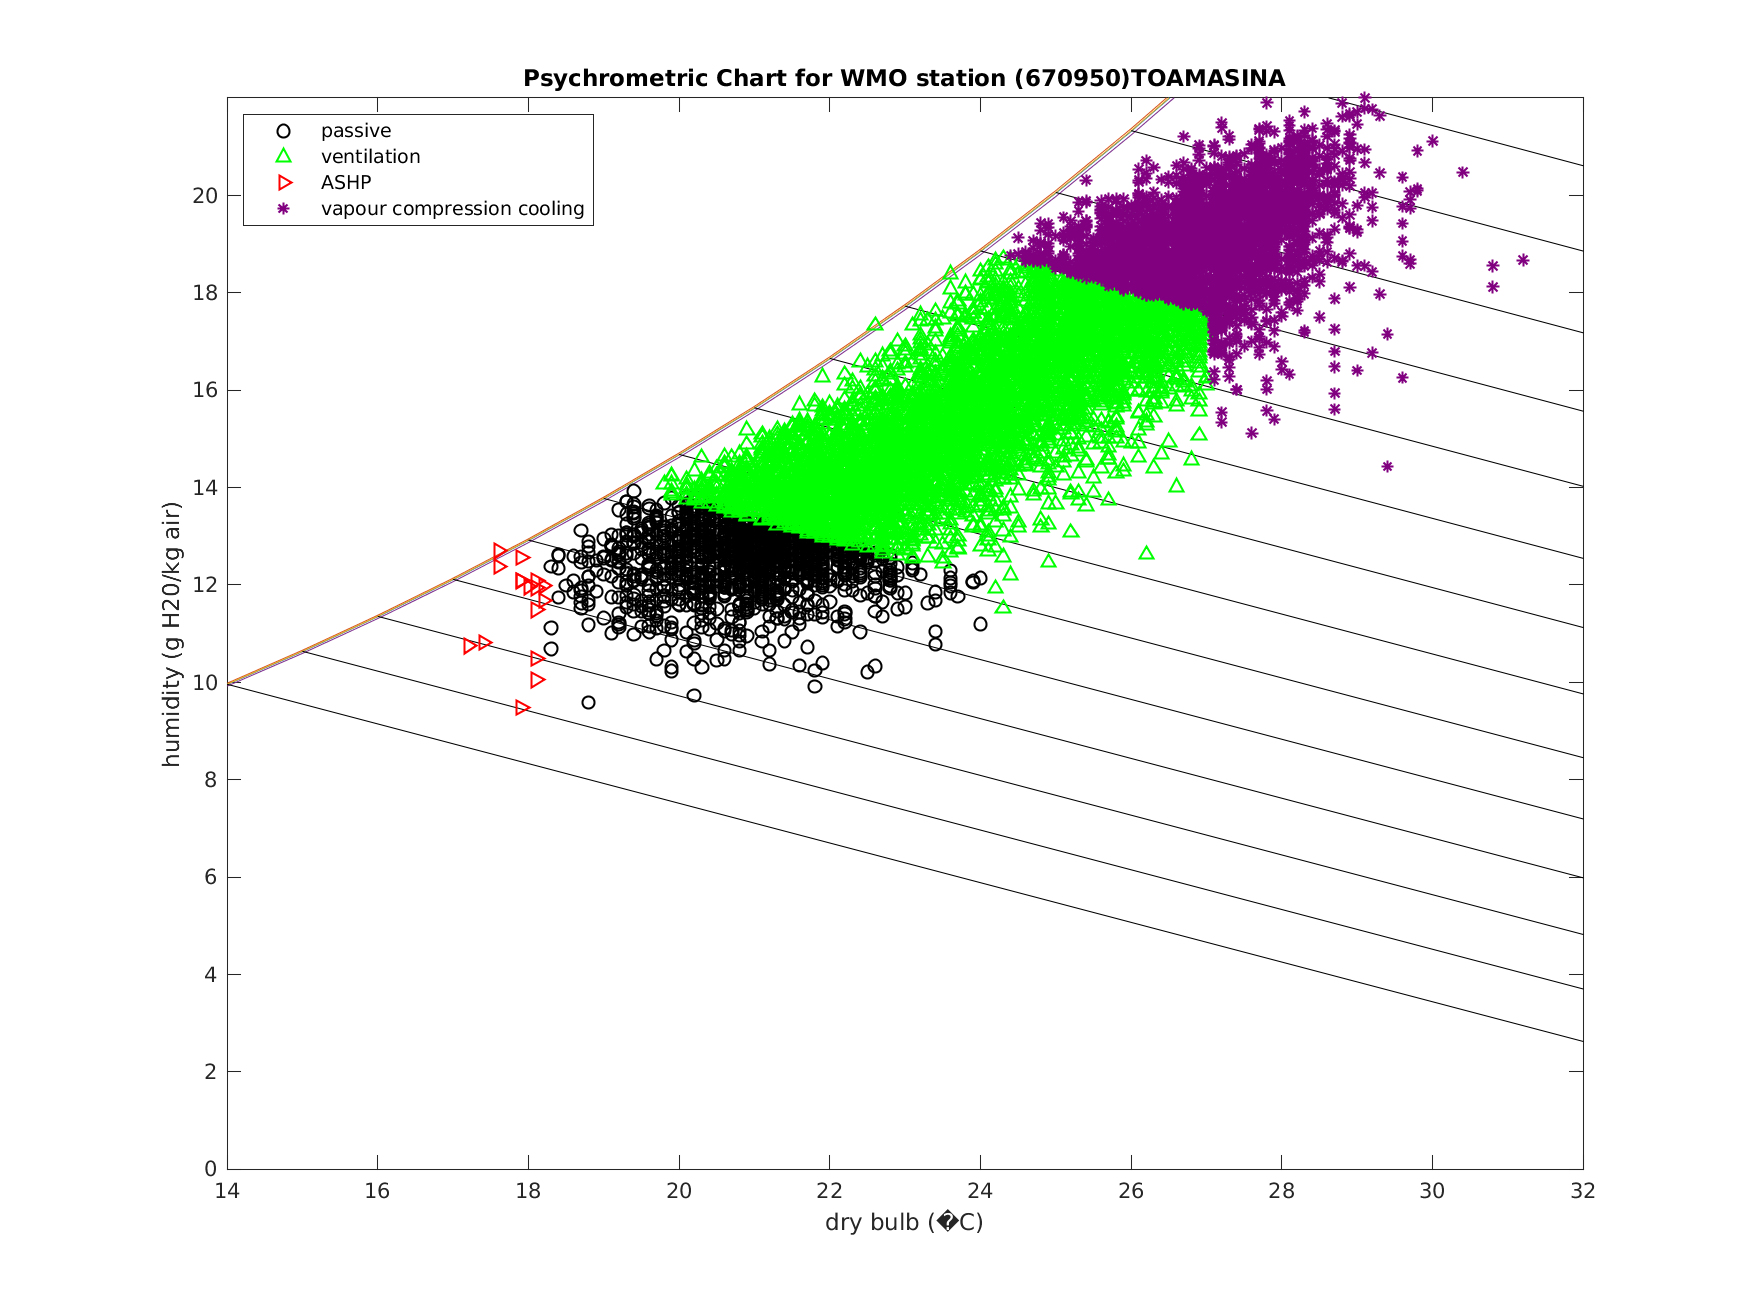 Psychrometric Chart for WMO station (670950)TOAMASINA
passive
ventilation
ASHP
vapour compression cooling
humidity (g H20/kg air)
20
18
16
14
12
10
8
6
4
2
0
14 16 18 20 22 24 26 28 30 32
dry bulb (�C)